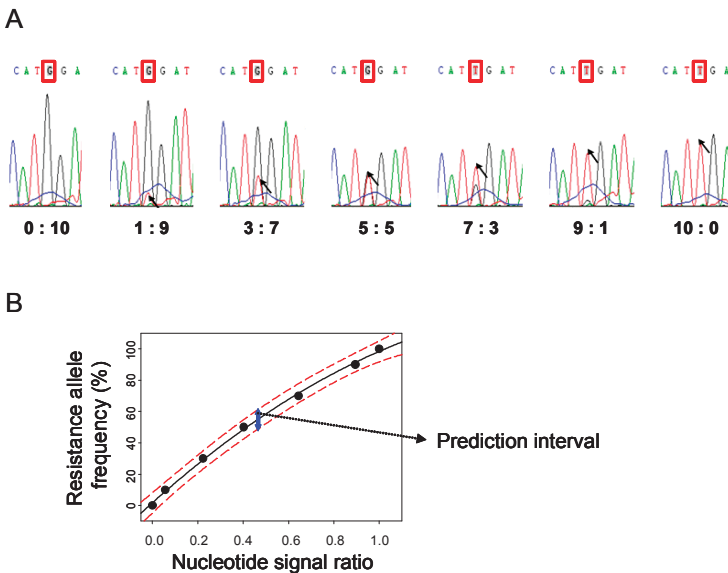 A
CATGGA CATGGAT CATGGAT CATGGAT CATTGAT CATTGAT CATTGA
0 : 10 1 : 9 3 : 7 5 : 5 7 : 3 9 : 1 10 : 0
B
Resistance allele
frequency (%)
100
80
60
40
20
0
Prediction interval
0.0 0.2 0.4 0.6 0.8 1.0
Nucleotide signal ratio